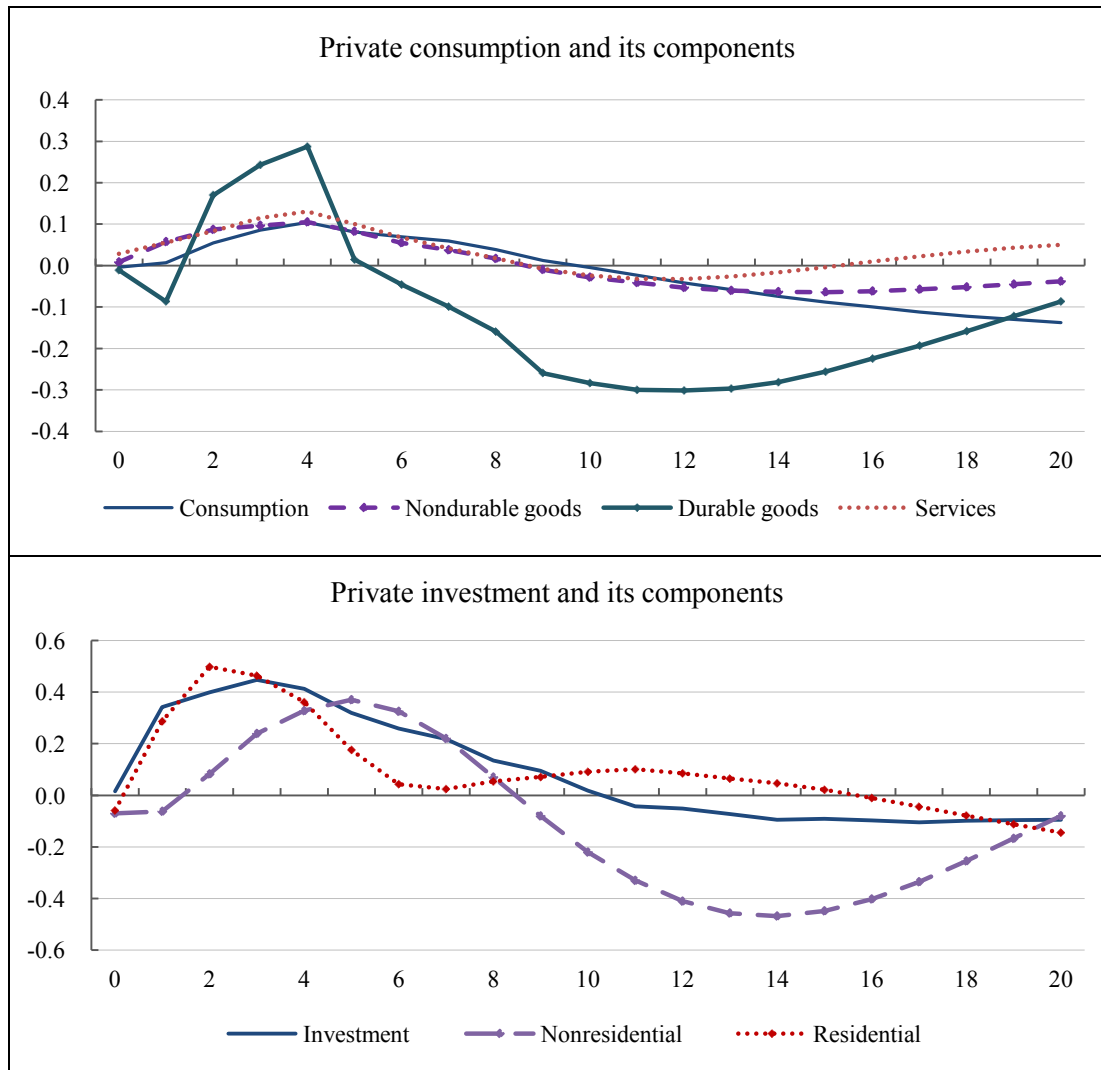 Private consumption and its components
0.4
0.3
0.2
0.1
0.0
-0.1
-0.2
-0.3
-0.4
0 2 4 6 8 10 12 14 16 18 20
Consumption Nondurable goods Durable goods Services
Private investment and its components
0.6
0.4
0.2
0.0
-0.2
-0.4
-0.6
0 2 4 6 8 10 12 14 16 18 20
Investment Nonresidential Residential